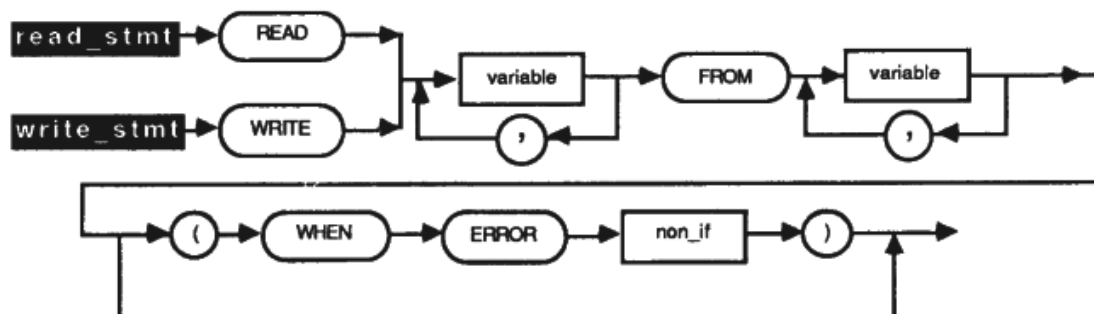 read_stmt READ
variable FROM variable
write_stmt WRITE , ,
( WHEN ERROR non_if )